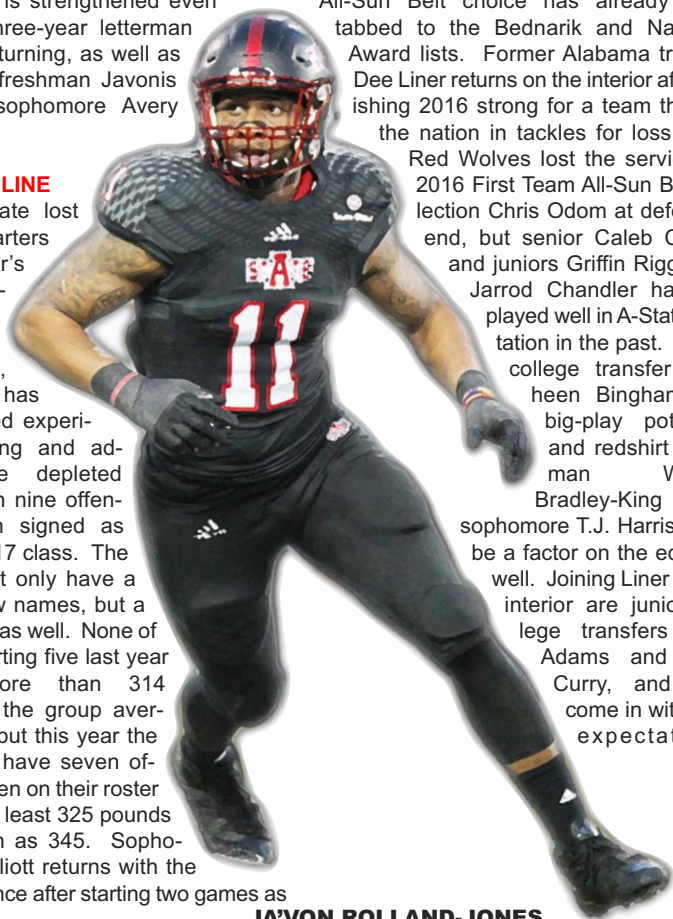 is strengthened even
hree-year letterman
turning, as well as
freshman Javonis
sophomore Avery
LINE
ate lost
arters
r's
-
,
has
ed experi-
ng and ad-
e depleted
n nine offen-
n signed as
17 class. The
t only have a
w names, but a
as well. None of
rting five last year
ore than 314
the group aver-
but this year the
have seven of-
en on their roster
least 325 pounds
h as 345. Sopho-
lliott returns with the
nce after starting two games as
All-Sun Belt choice has already
tabbed to the Bednarik and Na
Award lists. Former Alabama tr
Dee Liner returns on the interior af
ishing 2016 strong for a team th
the nation in tackles for loss
Red Wolves lost the servi
2016 First Team All-Sun B
lection Chris Odom at def
end, but senior Caleb C
and juniors Griffin Rigg
Jarrod Chandler ha
played well in A-Stat
tation in the past.
college transfer
heen Bingham
big-play pot
and redshirt
man W
Bradley-King
sophomore T.J. Harris
be a factor on the ed
well. Joining Liner
interior are junio
lege transfers
Adams and
Curry, and
come in wit
expectat
11
JA'VON ROLLAND-JONES